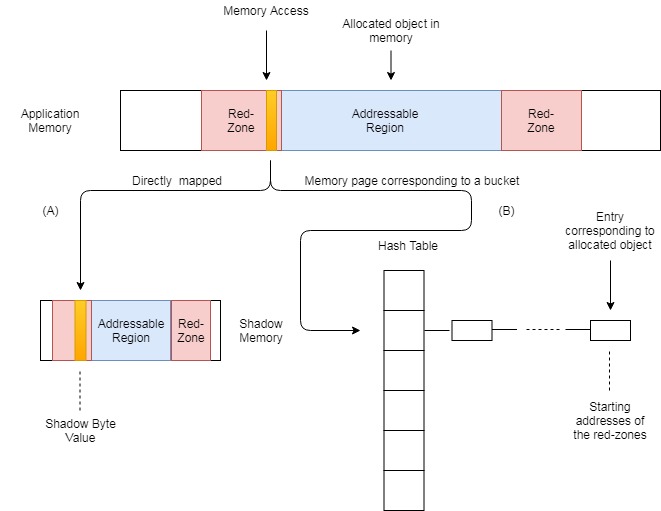 Memory Access
Allocated object in
memory
Application
Memory
Red-
Zone
Addressable
Region
Red-
Zone
Directly mapped
Memory page corresponding to a bucket
(A)
(B)
Entry
corresponding to
allocated object
Hash Table
Addressable
Region
Red-
Zone
Shadow
Memory
Shadow Byte
Value
Starting
addresses of
the red-zones